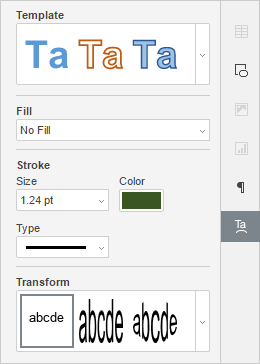 Template
Ta Ta Ta
Fill
No Fill
Stroke
Size Color
1.24 pt
Type
Transform
abcde abcde abcde
¶
Ta